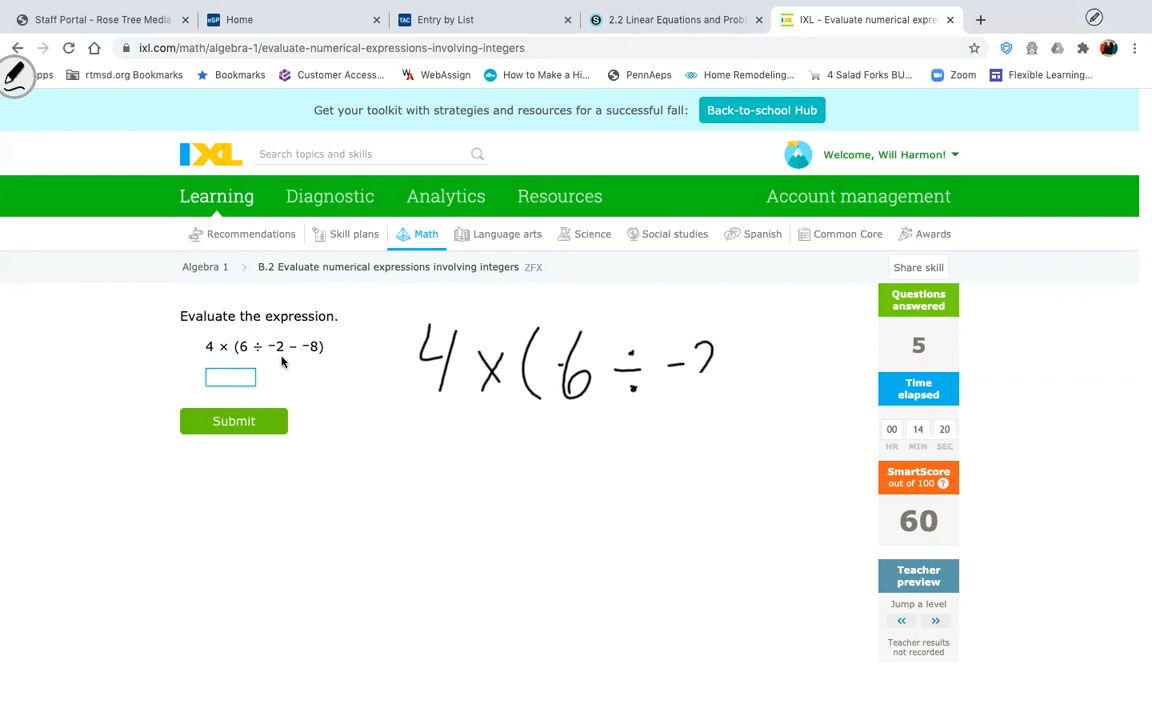 Staff Portal - Rose Tree Media
Home
Entry by List
2.2 Linear Equations and Prob
IXL - Evaluate numerical expre
ixl.com/math/algebra-1/evaluate-numerical-expressions-involving-integers
pps
rtmsd.org Bookmarks
Bookmarks
Customer Access...
WebAssign
How to Make a Hi...
PennAeps
Home Remodeling...
4 Salad Forks BU...
Zoom
Flexible Learning...
Get your toolkit with strategies and resources for a successful fall: Back-to-school Hub
IXL Search topics and skills Welcome, Will Harmon!
Learning Diagnostic Analytics Resources Account management
Recommendations Skill plans Math Language arts Science Social studies Spanish Common Core Awards
Algebra 1 > B.2 Evaluate numerical expressions involving integers ZFX
Share skill
Evaluate the expression.
4 × (6 ÷ −2 − −8)
Submit
4 × ( 6 ÷ -2
Questions
answered
5
Time
elapsed
00 14 20
HR MIN SEC
SmartScore
out of 100 ?
60
Teacher
preview
Jump a level
<< >>
Teacher results
not recorded